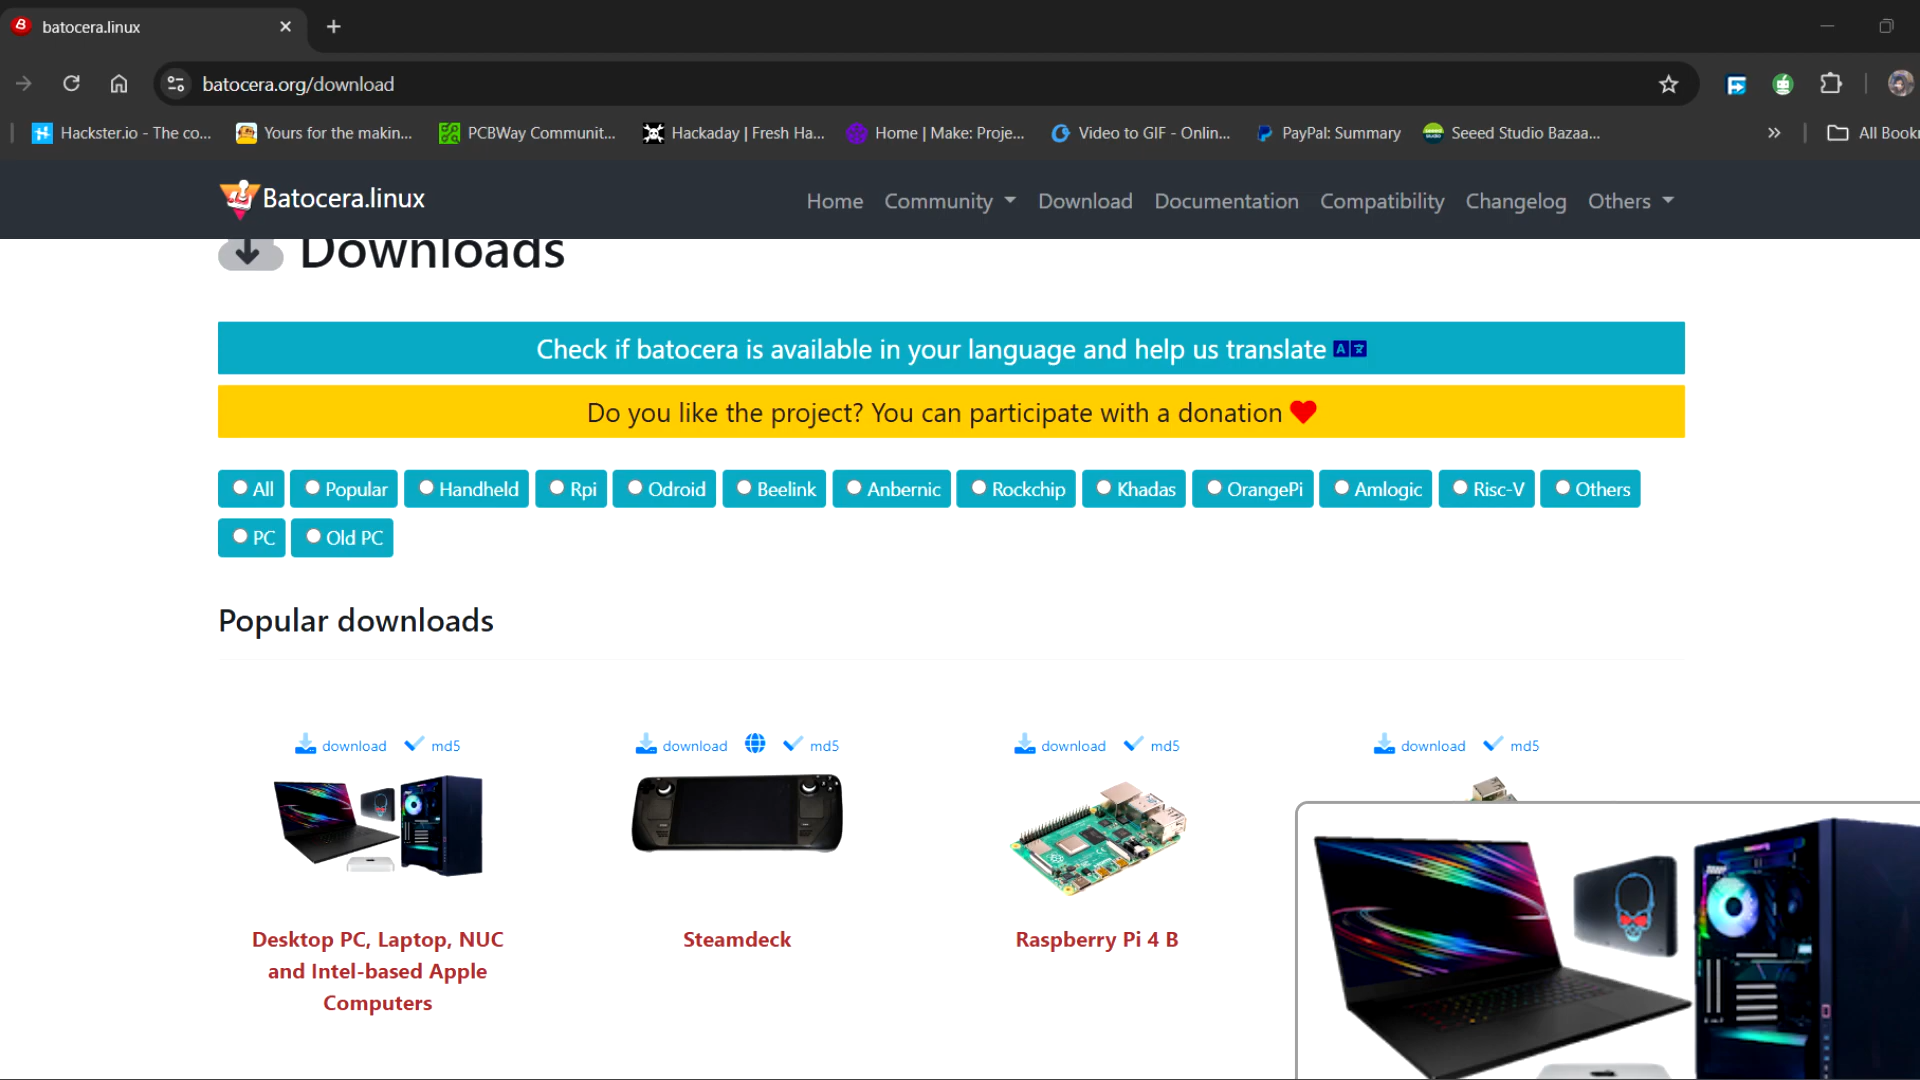 batocera.linux
batocera.org/download
Hackster.io - The co...
Yours for the makin...
PCBWay Communit...
Hackaday | Fresh Ha...
Home | Make: Proje...
Video to GIF - Onlin...
PayPal: Summary
Seeed Studio Bazaa...
All Book
Batocera.linux
Home
Community
Download
Documentation
Compatibility
Changelog
Others
Downloads
Check if batocera is available in your language and help us translate
Do you like the project? You can participate with a donation
All
Popular
Handheld
Rpi
Odroid
Beelink
Anbernic
Rockchip
Khadas
OrangePi
Amlogic
Risc-V
Others
PC
Old PC
Popular downloads
download md5
download md5
download md5
download md5
Desktop PC, Laptop, NUC
and Intel-based Apple
Computers
Steamdeck
Raspberry Pi 4 B